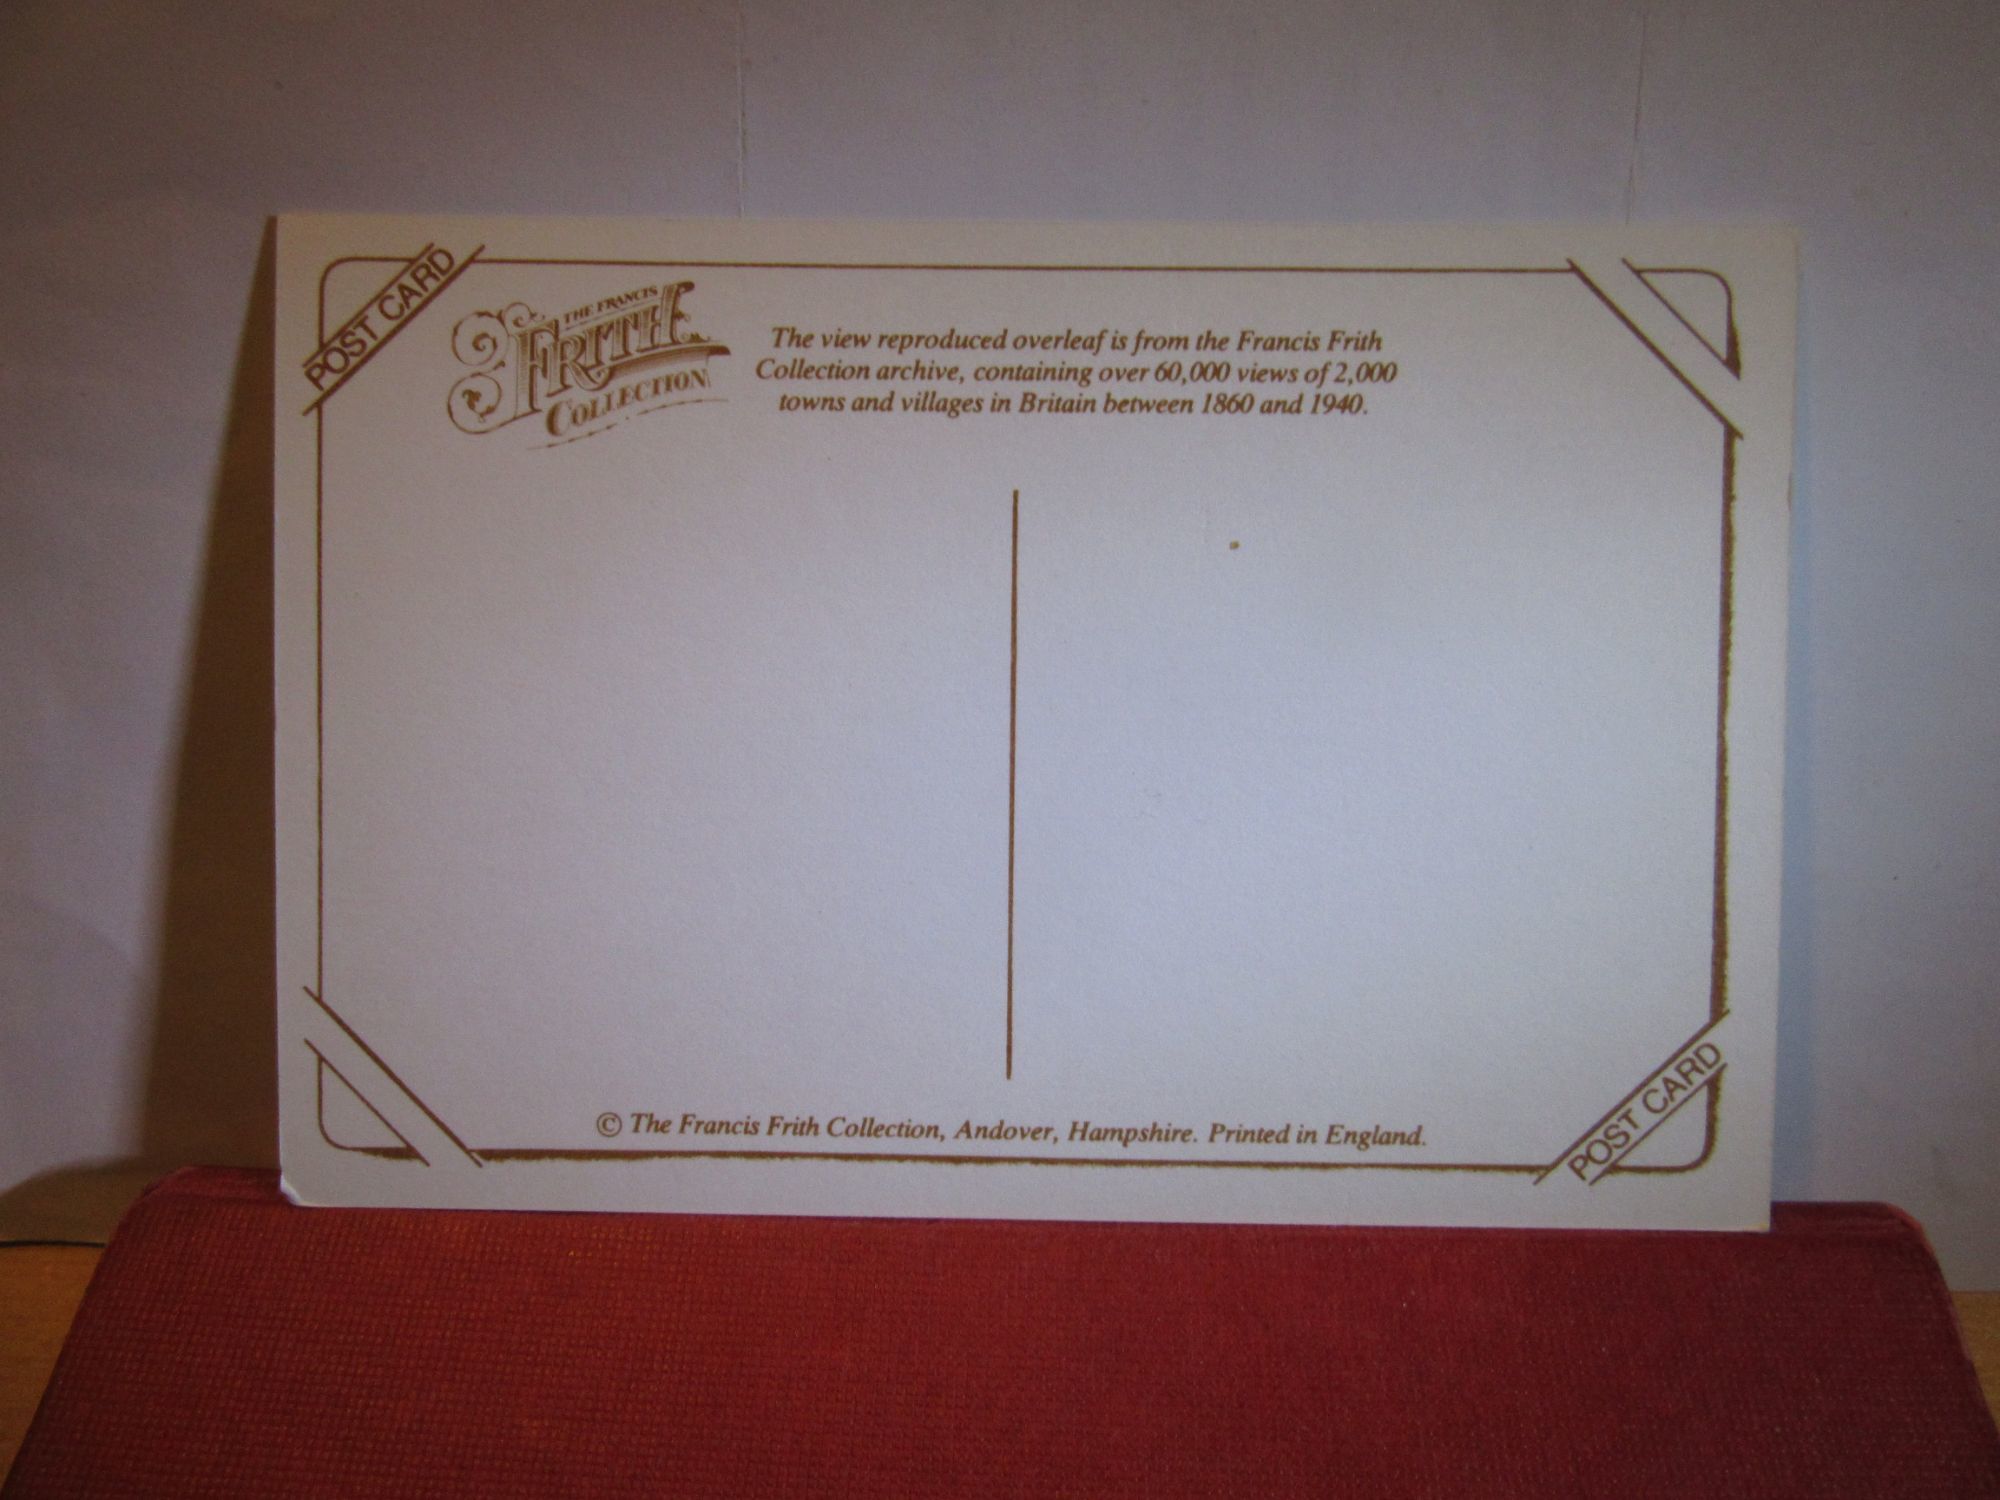 POST CARD
THE FRANCIS
FRITH
COLLECTION
The view reproduced overleaf is from the Francis Frith
Collection archive, containing over 60,000 views of 2,000
towns and villages in Britain between 1860 and 1940.
© The Francis Frith Collection, Andover, Hampshire. Printed in England.
POST CARD